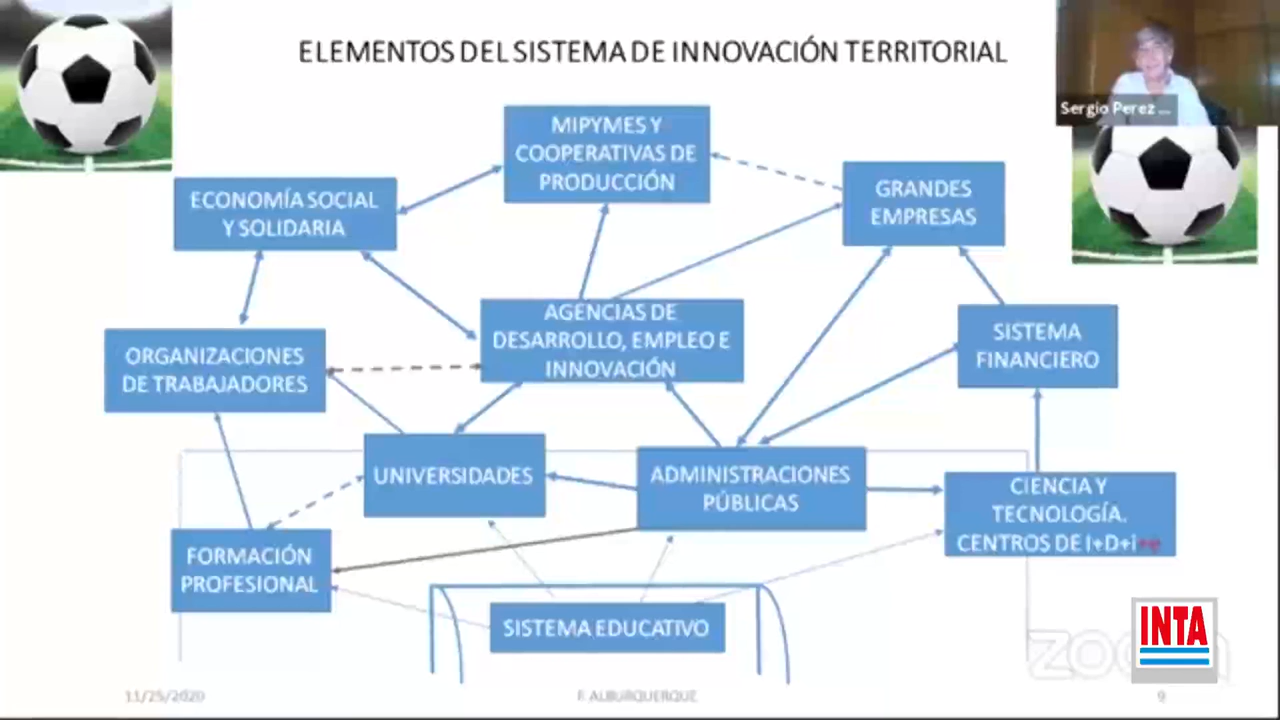 ELEMENTOS DEL SISTEMA DE INNOVACIÓN TERRITORIAL
Sergio Perez ...
MIPYMES Y
COOPERATIVAS DE
PRODUCCIÓN
GRANDES
EMPRESAS
ECONOMÍA SOCIAL
Y SOLIDARIA
AGENCIAS DE
DESARROLLO, EMPLEO E
INNOVACIÓN
SISTEMA
FINANCIERO
ORGANIZACIONES
DE TRABAJADORES
UNIVERSIDADES
ADMINISTRACIONES
PÚBLICAS
CIENCIA Y
TECNOLOGÍA.
CENTROS DE I+D+i
FORMACIÓN
PROFESIONAL
SISTEMA EDUCATIVO
INTA
zoom
11/25/2020
F. ALBURQUERQUE
9